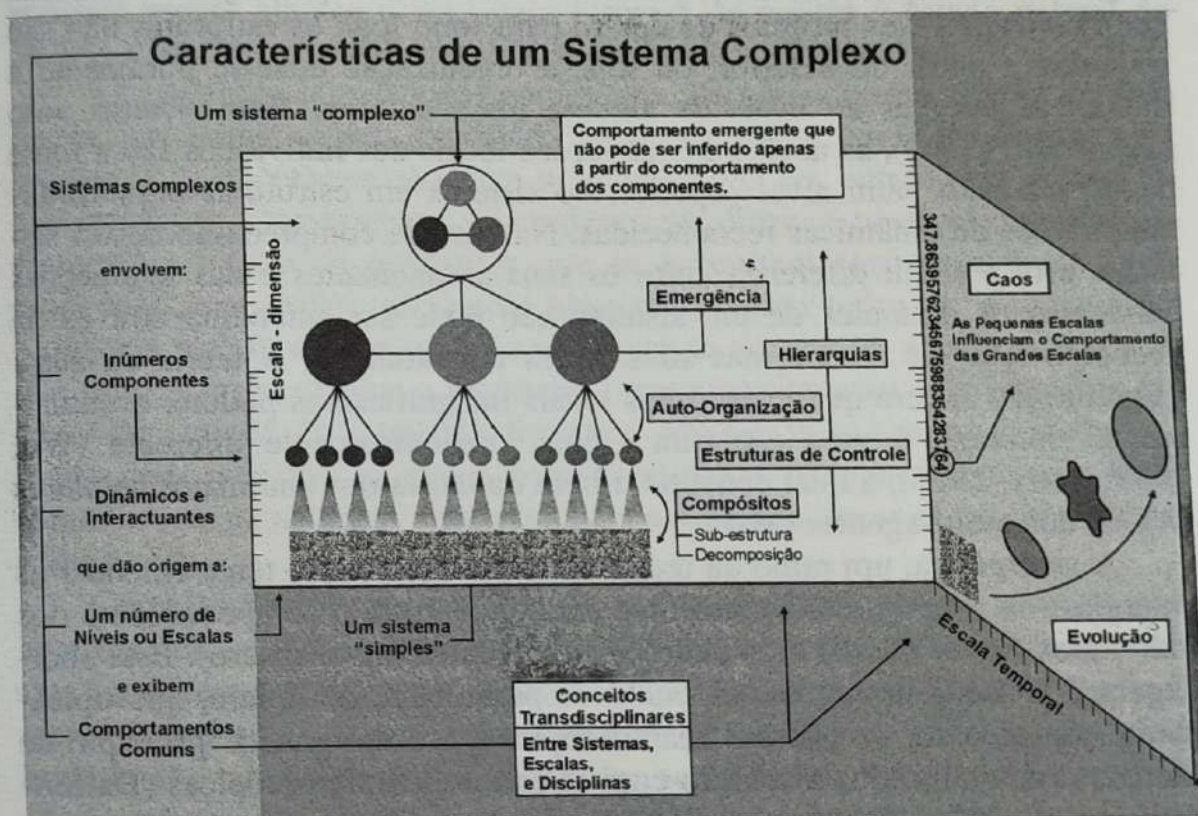 Características de um Sistema Complexo
Um sistema “complexo”
Comportamento emergente que
não pode ser inferido apenas
a partir do comportamento
dos componentes.
Sistemas Complexos
envolvem:
Inúmeros
Componentes
Dinâmicos e
Interactuantes
que dão origem a:
Um número de
Níveis ou Escalas
e exibem
Comportamentos
Comuns
Escala - dimensão
Emergência
Hierarquias
Auto-Organização
Estruturas de Controle
Compósitos
Sub-estrutura
Decomposição
Um sistema
“simples”
Conceitos
Transdisciplinares
Entre Sistemas,
Escalas,
e Disciplinas
Caos
As Pequenas Escalas
Influenciam o Comportamento
das Grandes Escalas
Evolução
Escala Temporal